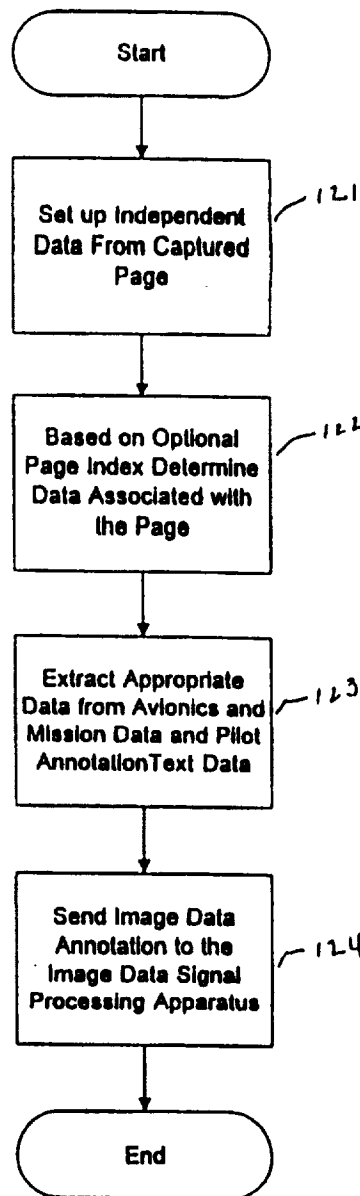 Start
121
Set up Independent
Data From Captured
Page
122
Based on Optional
Page Index Determine
Data Associated with
the Page
123
Extract Appropriate
Data from Avionics and
Mission Data and Pilot
AnnotationText Data
124
Send Image Data
Annotation to the
Image Data Signal
Processing Apparatus
End